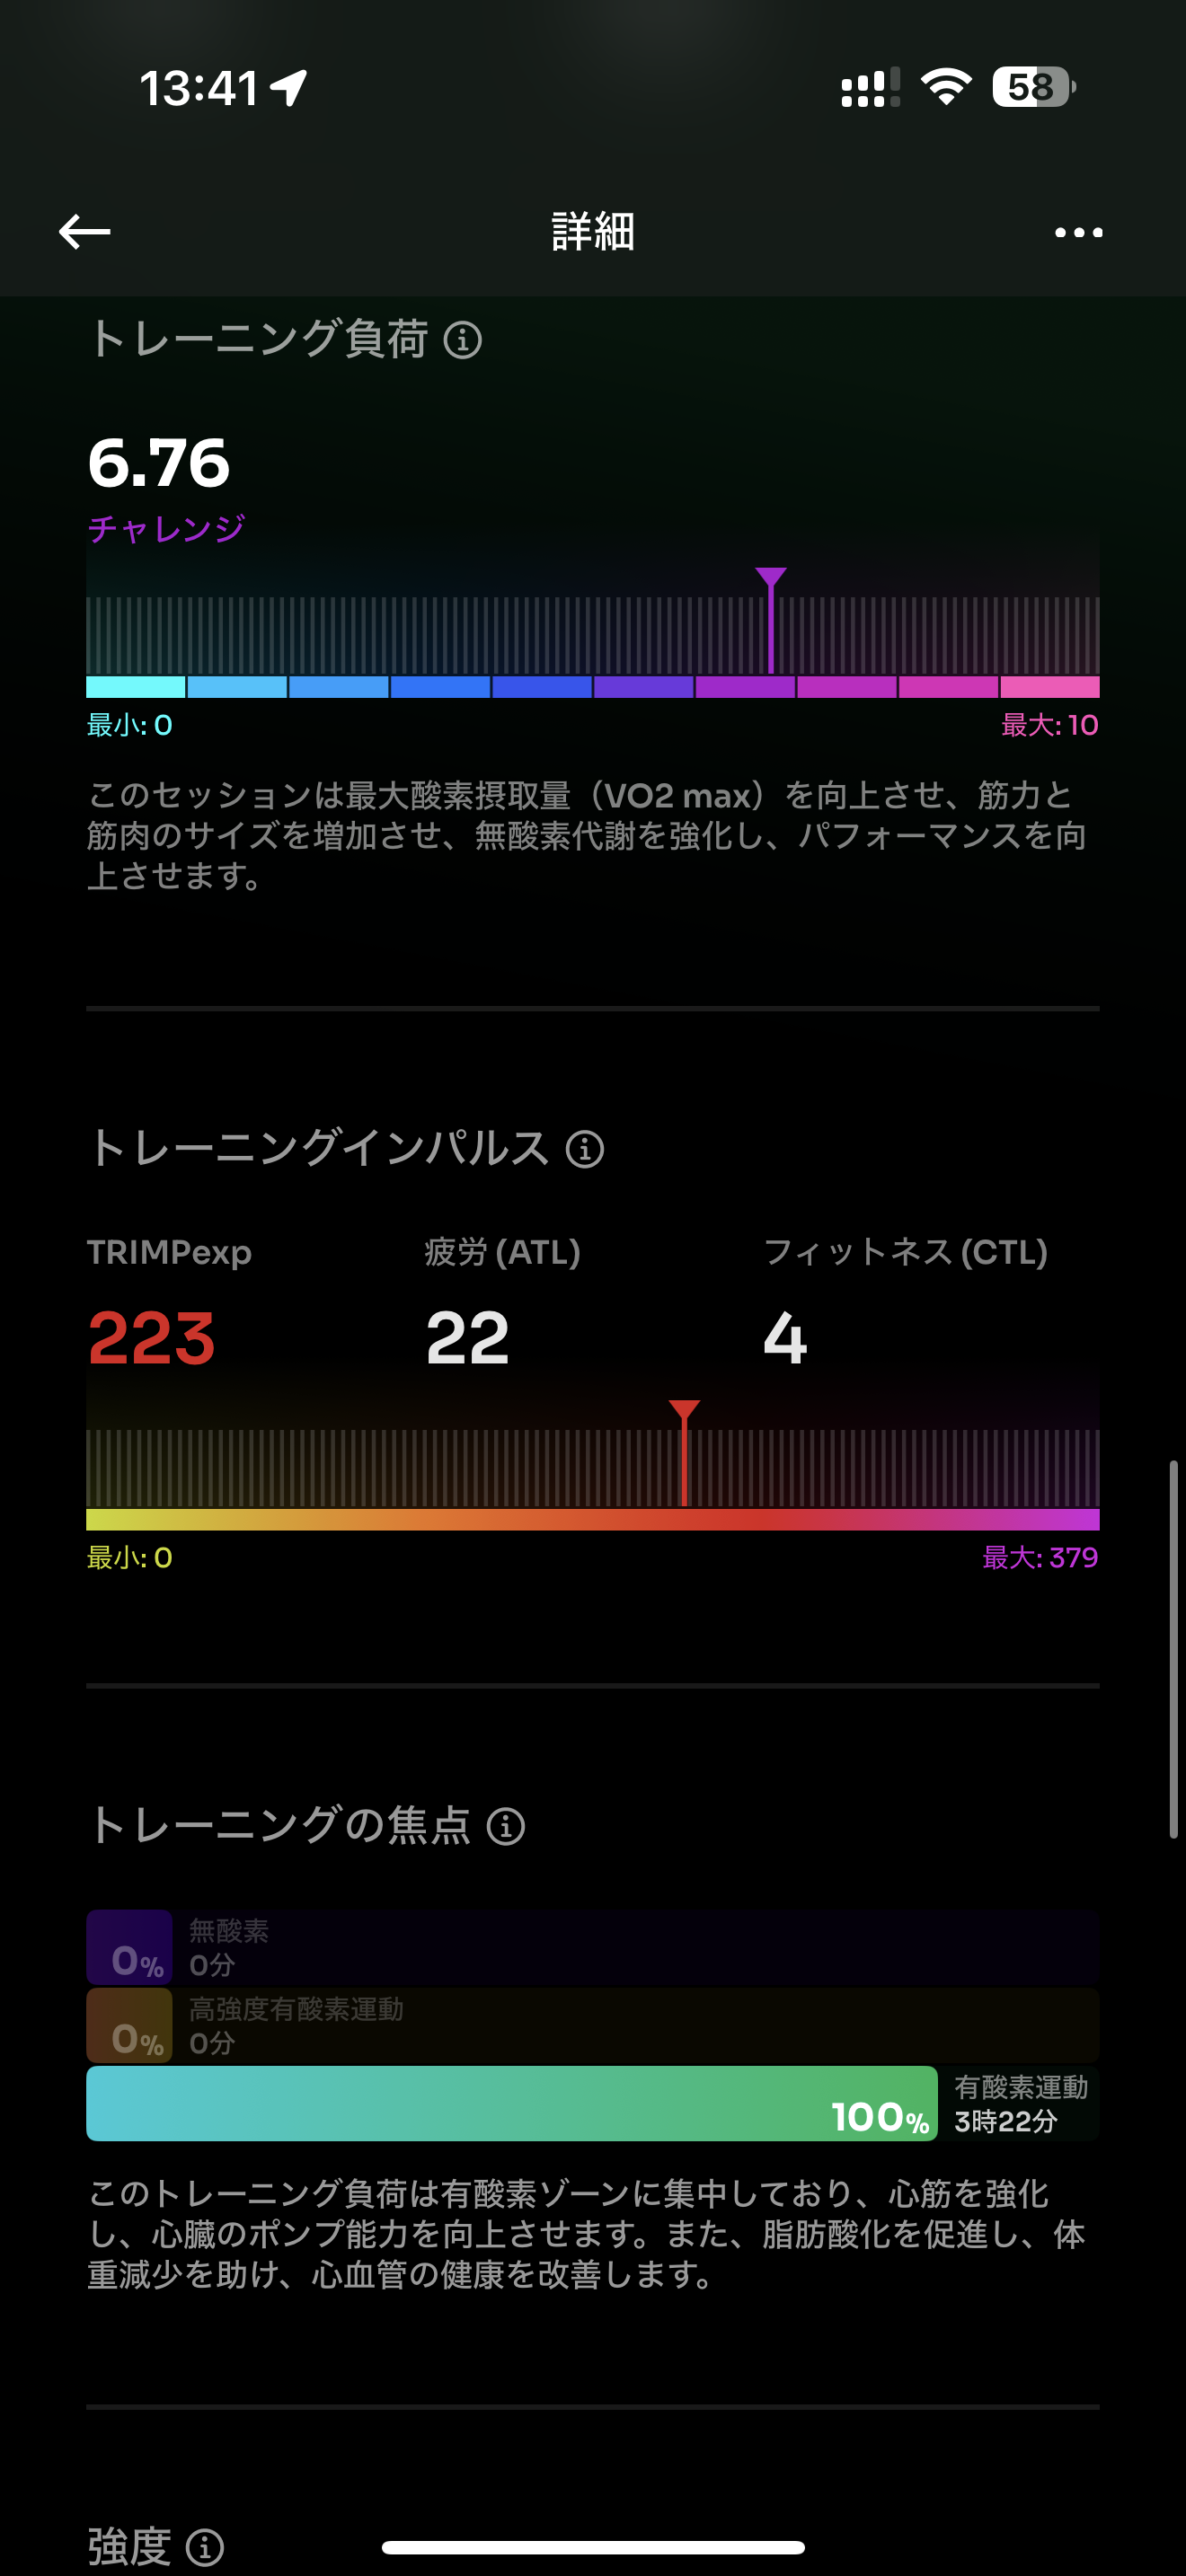 13:41
58
詳細
トレーニング負荷
6.76
チャレンジ
最小: 0
最大: 10
このセッションは最大酸素摂取量（VO2 max）を向上させ、筋力と
筋肉のサイズを増加させ、無酸素代謝を強化し、パフォーマンスを向
上させます。
トレーニングインパルス
TRIMPexp
疲労 (ATL)
フィットネス (CTL)
223
22
4
最小: 0
最大: 379
トレーニングの焦点
0%
無酸素
0分
0%
高強度有酸素運動
0分
100%
有酸素運動
3時22分
このトレーニング負荷は有酸素ゾーンに集中しており、心筋を強化
し、心臓のポンプ能力を向上させます。また、脂肪酸化を促進し、体
重減少を助け、心血管の健康を改善します。
強度